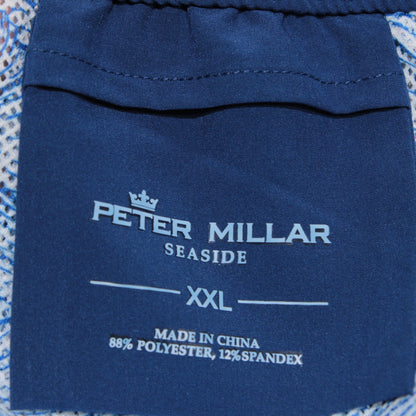 PETER MILLAR
SEASIDE
XXL
MADE IN CHINA
88% POLYESTER, 12%SPANDEX